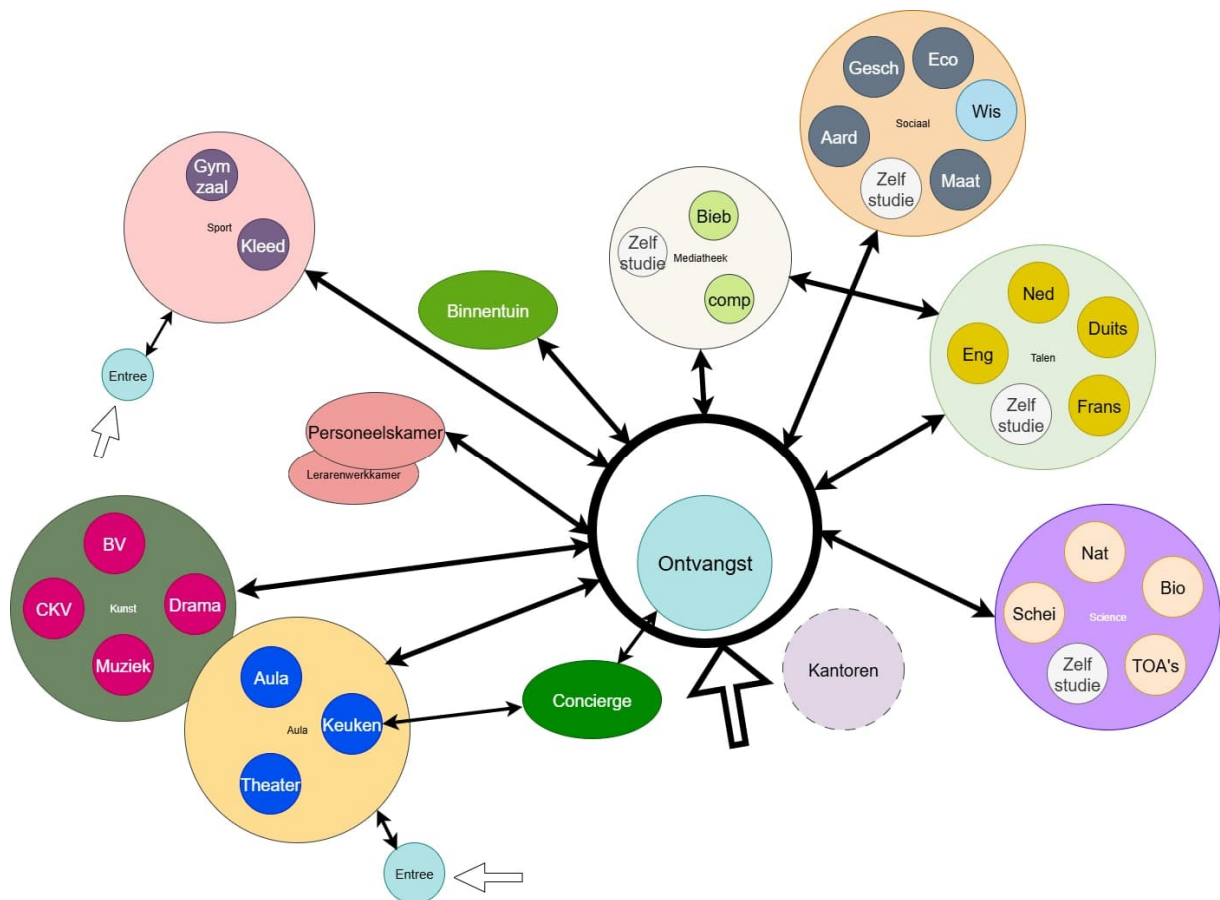 Gesch
Eco
Wis
Sociaal
Aard
Zelf
studie
Maat
Gym
zaal
Sport
Kleed
Entree
Bieb
Zelf
studie
Mediatheek
comp
Binnentuin
Ned
Duits
Eng
Talen
Zelf
studie
Frans
Personeelskamer
Lerarenwerkkamer
BV
CKV
Kunst
Drama
Muziek
Ontvangst
Nat
Bio
Schei
Science
Zelf
studie
TOA's
Kantoren
Concierge
Aula
Keuken
Aula
Theater
Entree